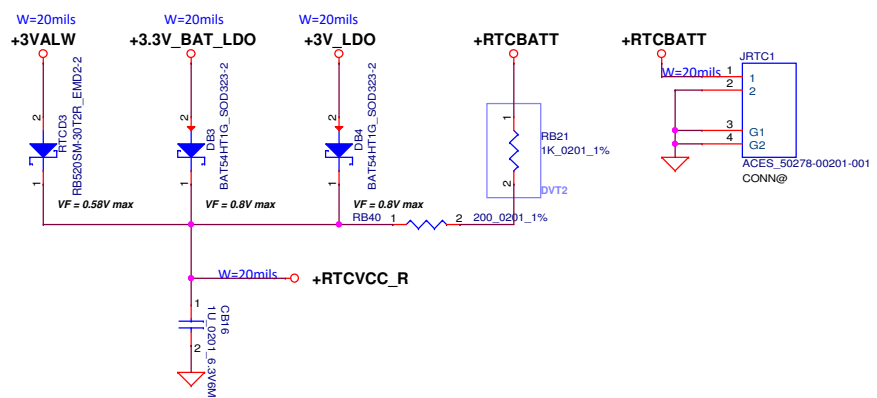 W=20mils
+3VALW
W=20mils
+3.3V_BAT_LDO
W=20mils
+3V_LDO
+RTCBATT
+RTCBATT
JRTC1
W=20mils
1
1
2
2
3
G1
4
G2
ACES_50278-00201-001
CONN@
2
RTCD3
RB520SM-30T2R_EMD2-2
1
VF = 0.58V max
2
DB3
BAT54HT1G_SOD323-2
1
VF = 0.8V max
2
DB4
BAT54HT1G_SOD323-2
1
VF = 0.8V max
1
RB21
1K_0201_1%
2
DVT2
RB40
1
2
200_0201_1%
W=20mils
+RTCVCC_R
1
CB16
1U_0201_6.3V6M
2